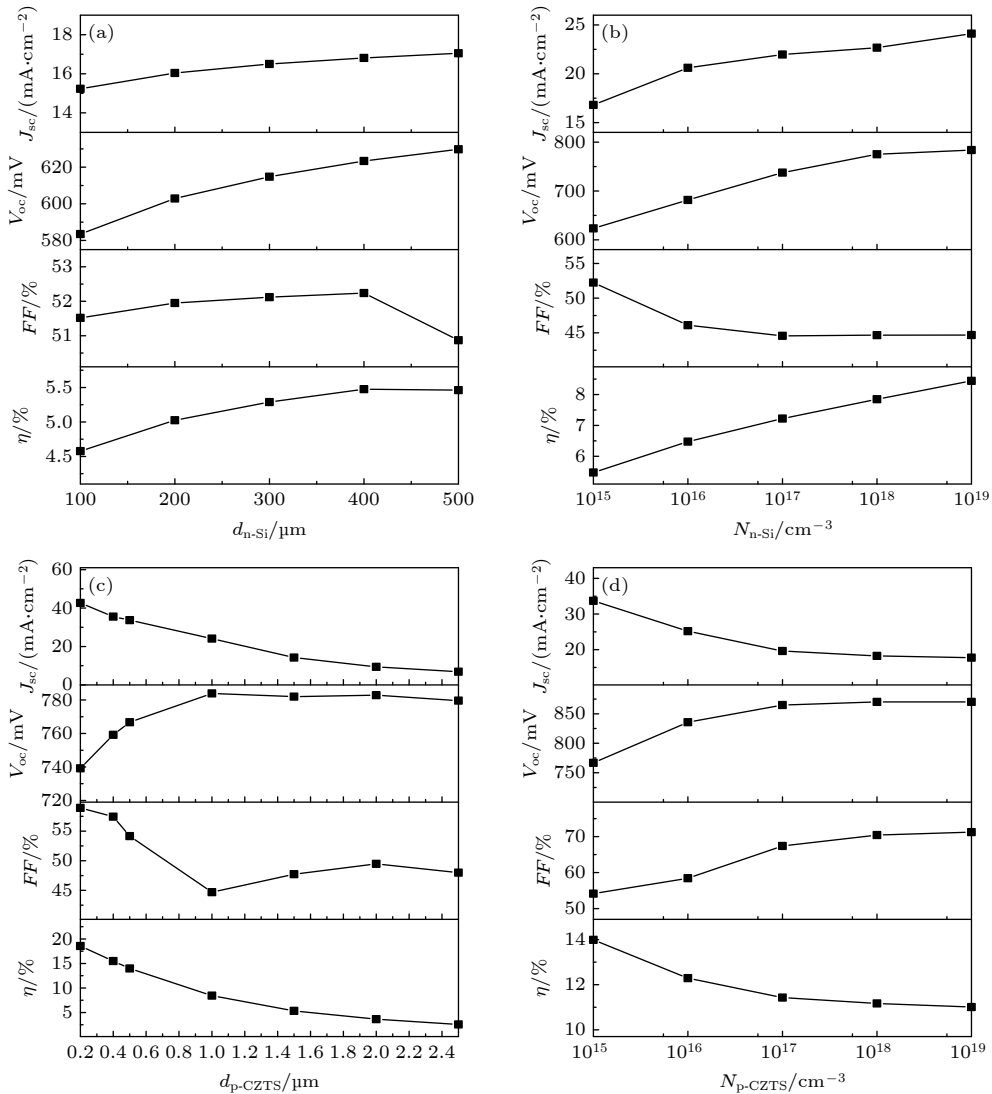 (a)
J_sc/(mA·cm⁻²)
18
16
14
V_oc/mV
620
600
580
FF/%
53
52
51
η/%
5.5
5.0
4.5
100 200 300 400 500
d_n-Si/µm
(b)
J_sc/(mA·cm⁻²)
25
20
15
V_oc/mV
800
700
600
FF/%
55
50
45
η/%
8
7
6
10¹⁵ 10¹⁶ 10¹⁷ 10¹⁸ 10¹⁹
N_n-Si/cm⁻³
(c)
J_sc/(mA·cm⁻²)
60
40
20
0
V_oc/mV
780
760
740
720
FF/%
55
50
45
η/%
20
15
10
5
0.2 0.4 0.6 0.8 1.0 1.2 1.4 1.6 1.8 2.0 2.2 2.4
d_p-CZTS/µm
(d)
J_sc/(mA·cm⁻²)
40
30
20
V_oc/mV
850
800
750
FF/%
70
60
50
η/%
14
12
10
10¹⁵ 10¹⁶ 10¹⁷ 10¹⁸ 10¹⁹
N_p-CZTS/cm⁻³